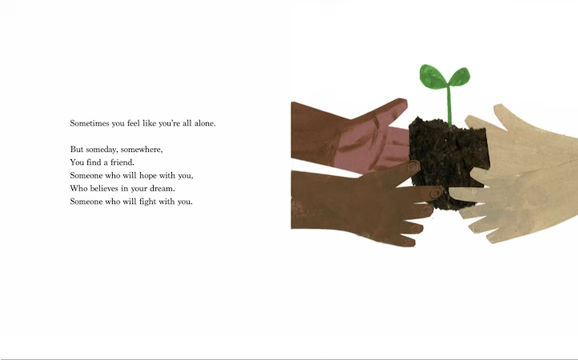 Sometimes you feel like you're all alone.
But someday, somewhere,
You find a friend.
Someone who will hope with you,
Who believes in your dream.
Someone who will fight with you.